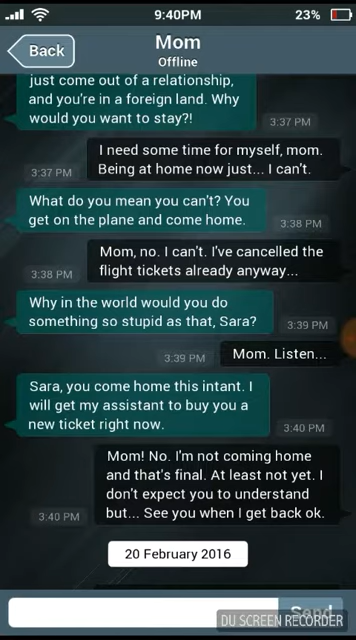 9:40PM
23%
Back
Mom
Offline
just come out of a relationship,
and you're in a foreign land. Why
would you want to stay?!
3:37 PM
I need some time for myself, mom.
Being at home now just... I can't.
3:37 PM
What do you mean you can't? You
get on the plane and come home.
3:38 PM
Mom, no. I can't. I've cancelled the
flight tickets already anyway...
3:38 PM
Why in the world would you do
something so stupid as that, Sara?
3:39 PM
Mom. Listen...
3:39 PM
Sara, you come home this intant. I
will get my assistant to buy you a
new ticket right now.
3:40 PM
Mom! No. I'm not coming home
and that's final. At least not yet. I
don't expect you to understand
but... See you when I get back ok.
3:40 PM
20 February 2016
Send
DU SCREEN RECORDER